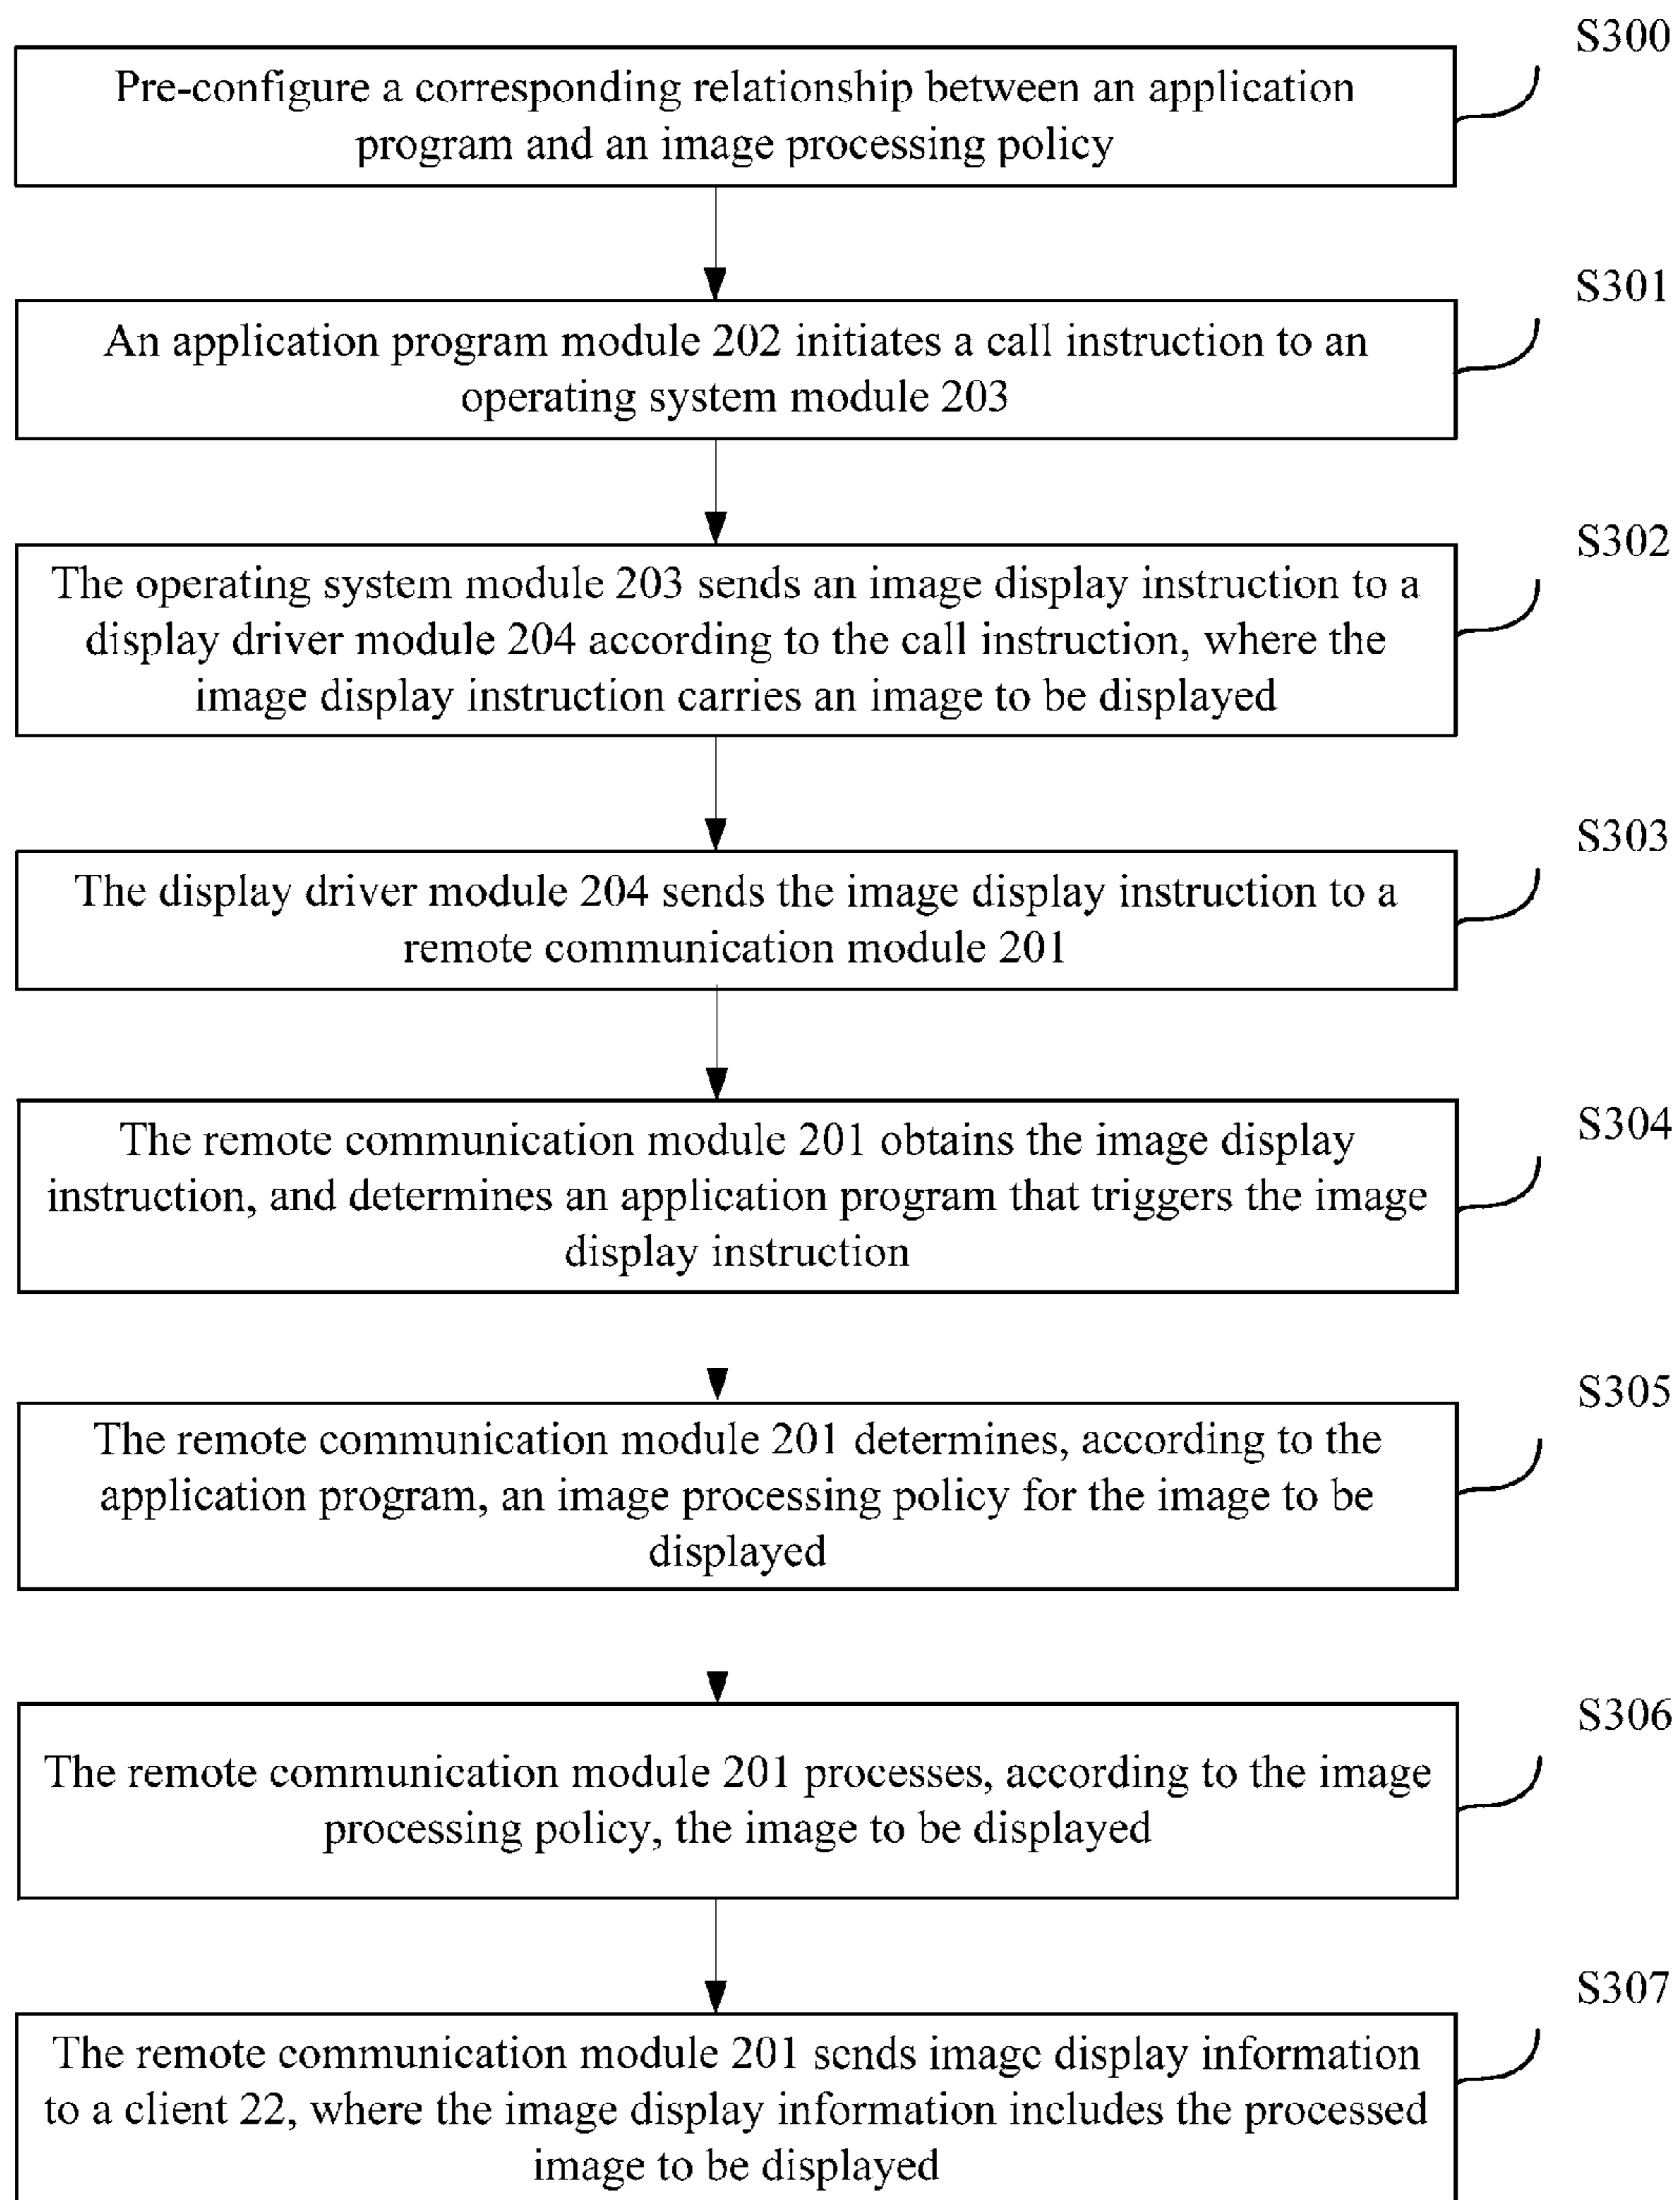 S300
Pre-configure a corresponding relationship between an application
program and an image processing policy
S301
An application program module 202 initiates a call instruction to an
operating system module 203
S302
The operating system module 203 sends an image display instruction to a
display driver module 204 according to the call instruction, where the
image display instruction carries an image to be displayed
S303
The display driver module 204 sends the image display instruction to a
remote communication module 201
S304
The remote communication module 201 obtains the image display
instruction, and determines an application program that triggers the image
display instruction
S305
The remote communication module 201 determines, according to the
application program, an image processing policy for the image to be
displayed
S306
The remote communication module 201 processes, according to the image
processing policy, the image to be displayed
S307
The remote communication module 201 sends image display information
to a client 22, where the image display information includes the processed
image to be displayed